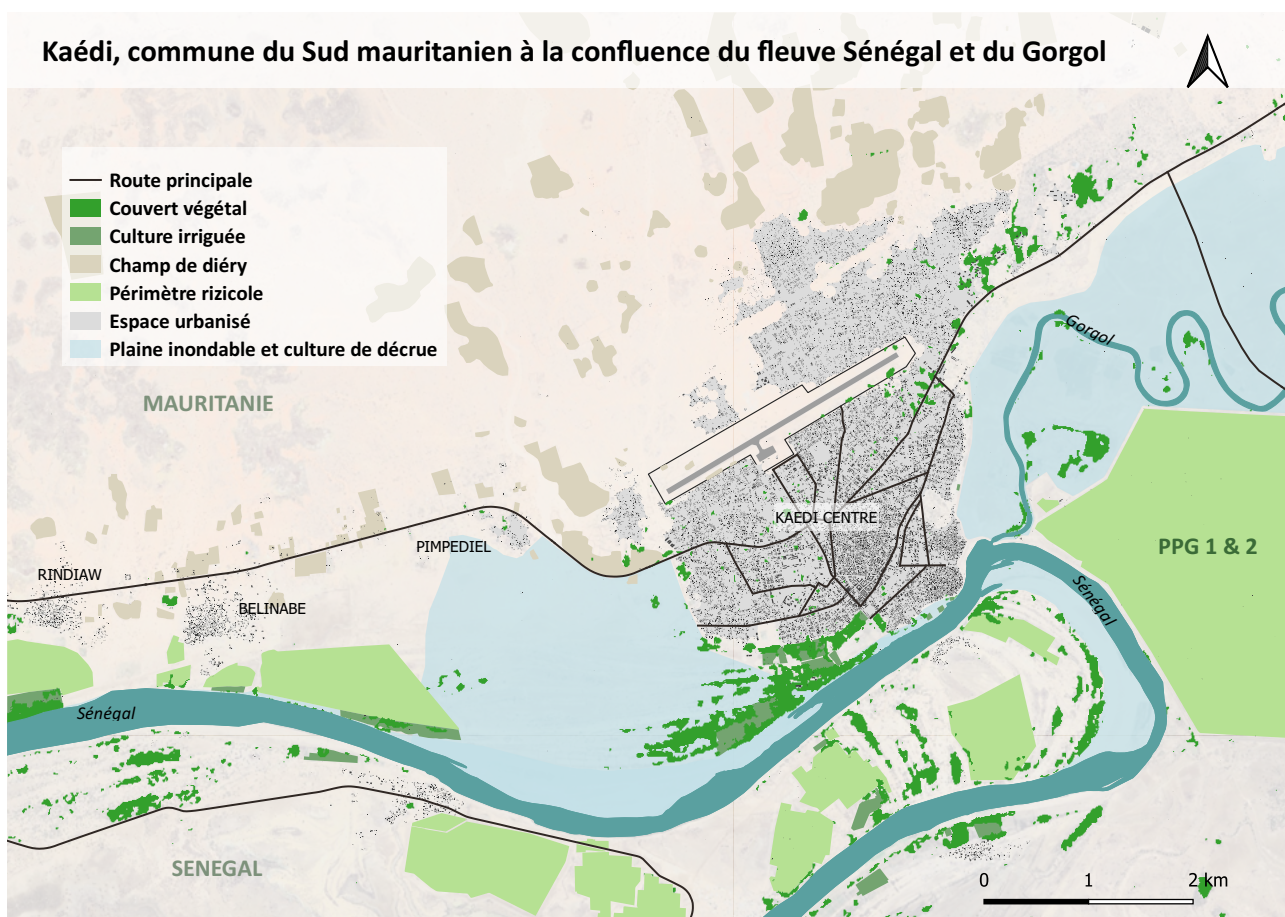 Kaédi, commune du Sud mauritanien à la confluence du fleuve Sénégal et du Gorgol
Route principale
Couvert végétal
Culture irriguée
Champ de diéry
Périmètre rizicole
Espace urbanisé
Plaine inondable et culture de décrue
Gorgol
MAURITANIE
KAEDI CENTRE
PIMPEDIEL
PPG 1 & 2
RINDIAW
BELINABE
Sénégal
Sénégal
SENEGAL
0 1 2 km